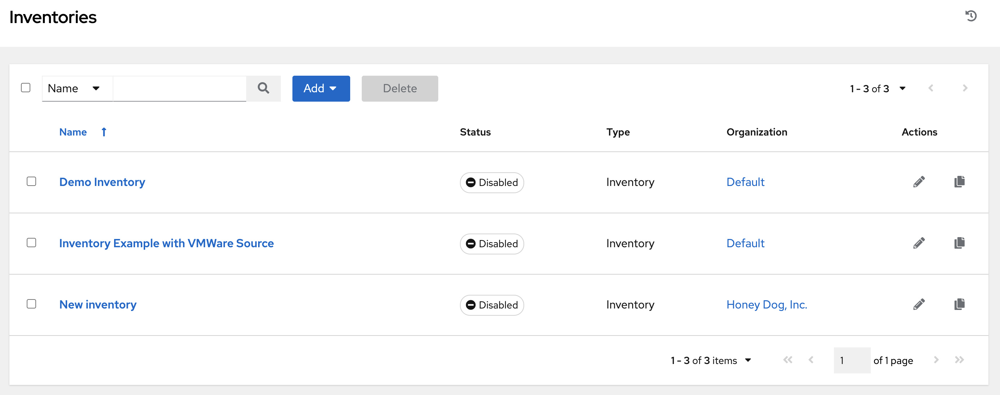 Inventories
Name Add Delete 1 - 3 of 3
Name Status Type Organization Actions
Demo Inventory Disabled Inventory Default
Inventory Example with VMWare Source Disabled Inventory Default
New inventory Disabled Inventory Honey Dog, Inc.
1 - 3 of 3 items 1 of 1 page